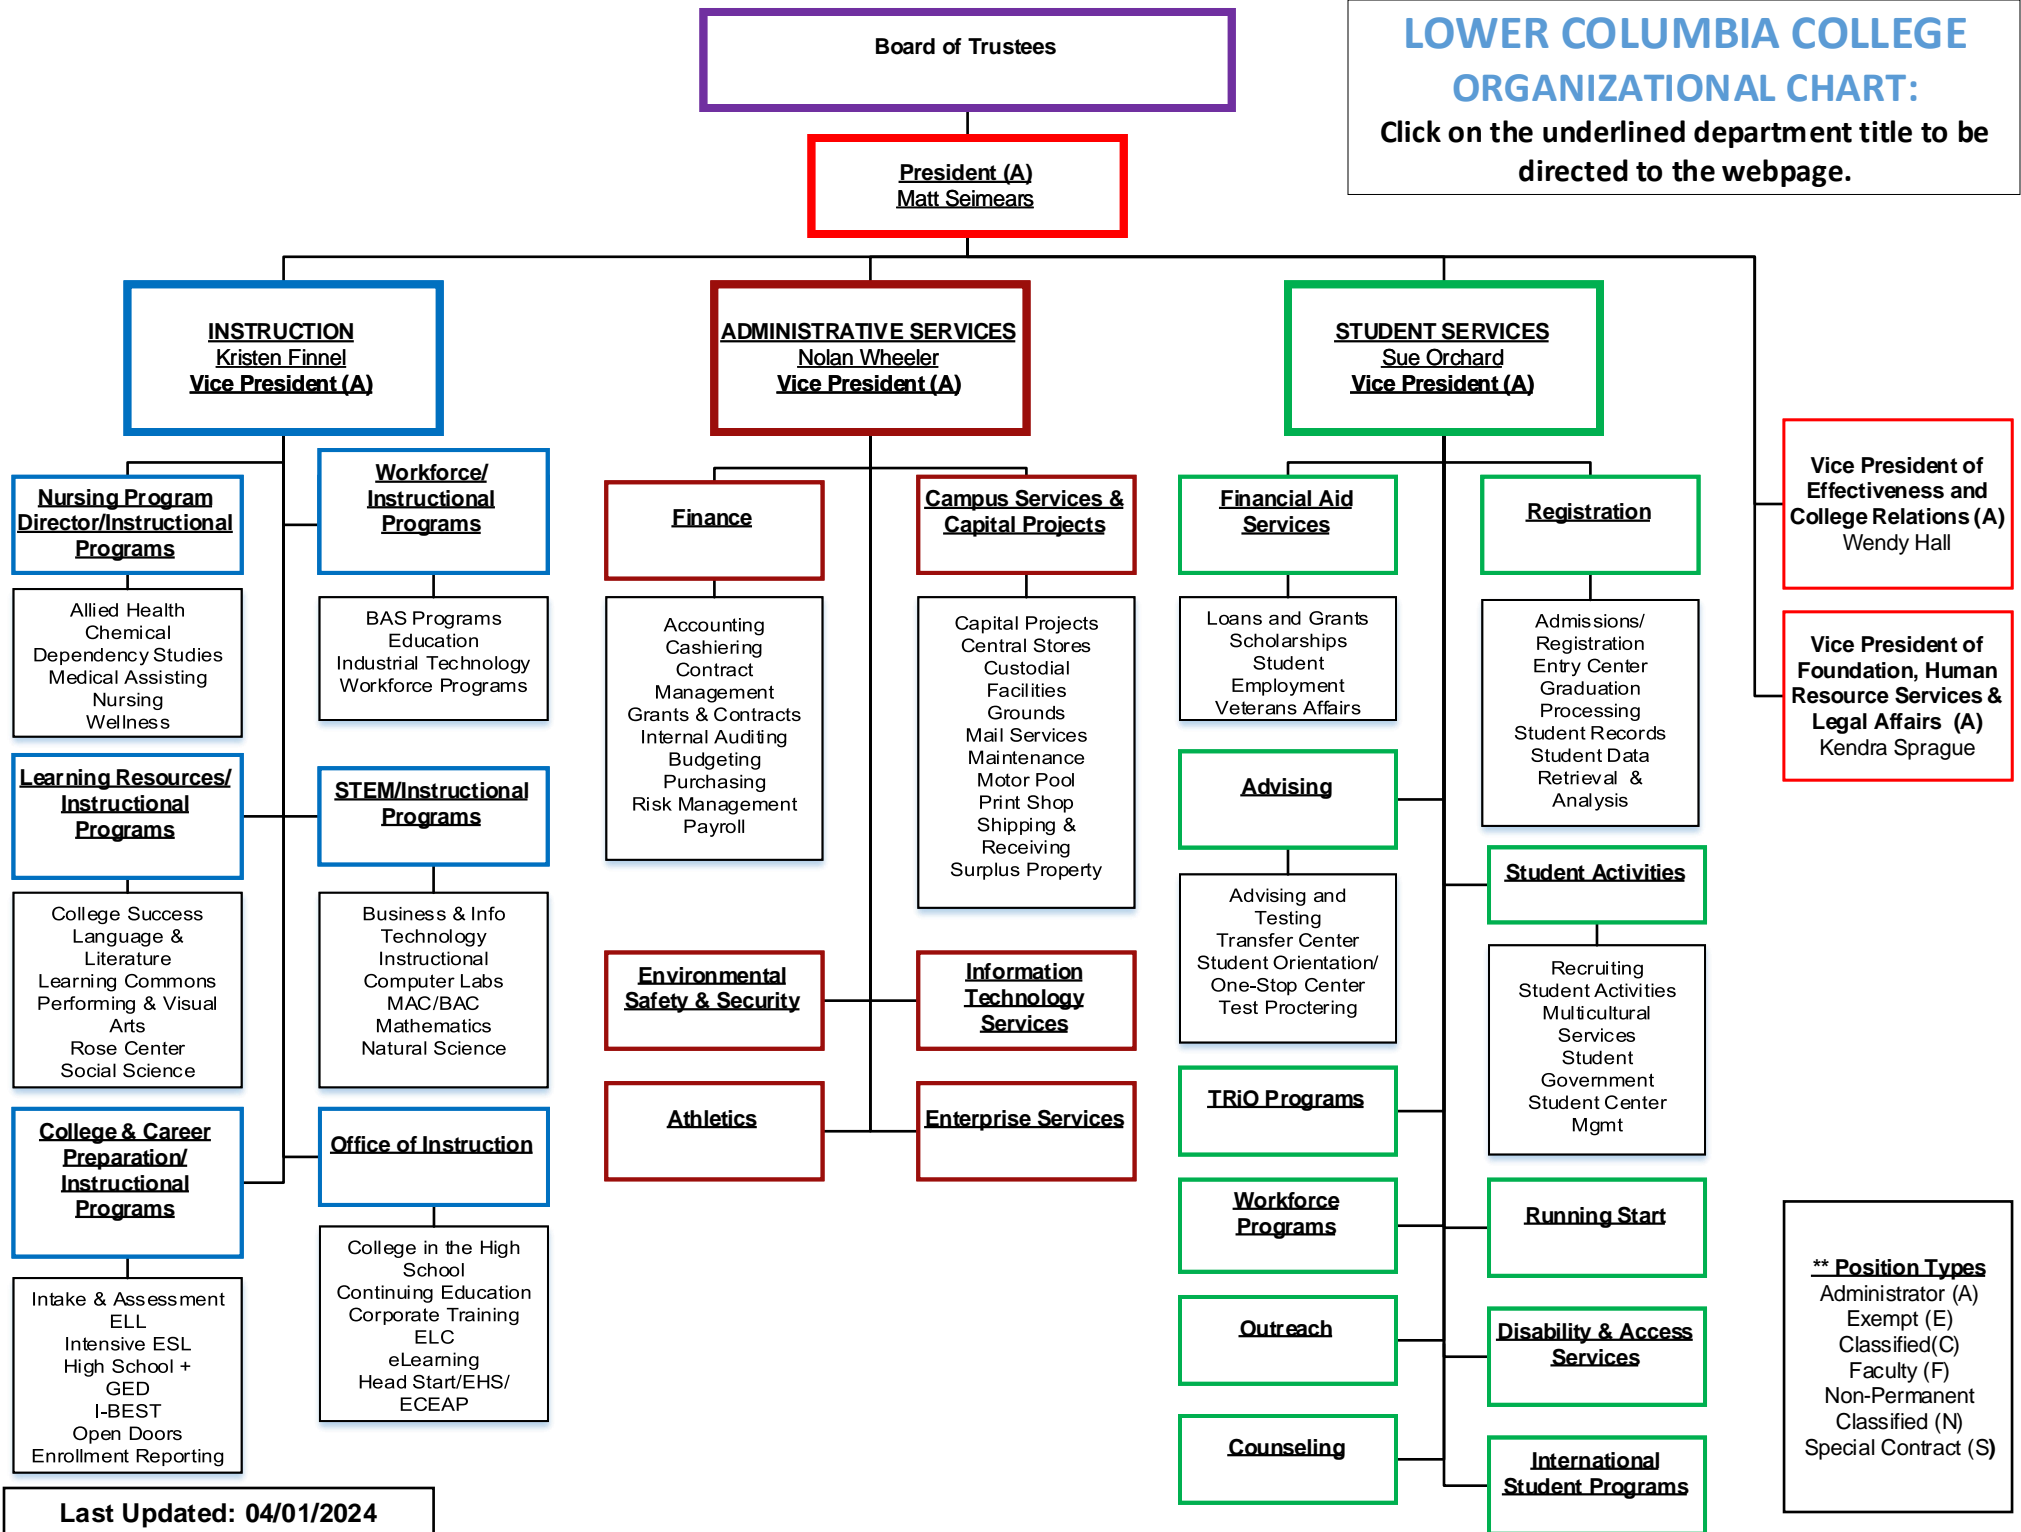 Board of Trustees
LOWER COLUMBIA COLLEGE
ORGANIZATIONAL CHART:
Click on the underlined department title to be
directed to the webpage.
President (A)
Matt Seimears
INSTRUCTION
Kristen Finnel
Vice President (A)
ADMINISTRATIVE SERVICES
Nolan Wheeler
Vice President (A)
STUDENT SERVICES
Sue Orchard
Vice President (A)
Vice President of
Effectiveness and
College Relations (A)
Wendy Hall
Vice President of
Foundation, Human
Resource Services &
Legal Affairs (A)
Kendra Sprague
Nursing Program
Director/Instructional
Programs
Allied Health
Chemical
Dependency Studies
Medical Assisting
Nursing
Wellness
Workforce/
Instructional
Programs
BAS Programs
Education
Industrial Technology
Workforce Programs
Learning Resources/
Instructional
Programs
College Success
Language &
Literature
Learning Commons
Performing & Visual
Arts
Rose Center
Social Science
STEM/Instructional
Programs
Business & Info
Technology
Instructional
Computer Labs
MAC/BAC
Mathematics
Natural Science
College & Career
Preparation/
Instructional
Programs
Intake & Assessment
ELL
Intensive ESL
High School +
GED
I-BEST
Open Doors
Enrollment Reporting
Office of Instruction
College in the High
School
Continuing Education
Corporate Training
ELC
eLearning
Head Start/EHS/
ECEAP
Finance
Accounting
Cashiering
Contract
Management
Grants & Contracts
Internal Auditing
Budgeting
Purchasing
Risk Management
Payroll
Campus Services &
Capital Projects
Capital Projects
Central Stores
Custodial
Facilities
Grounds
Mail Services
Maintenance
Motor Pool
Print Shop
Shipping &
Receiving
Surplus Property
Environmental
Safety & Security
Information
Technology
Services
Athletics
Enterprise Services
Financial Aid
Services
Loans and Grants
Scholarships
Student
Employment
Veterans Affairs
Registration
Admissions/
Registration
Entry Center
Graduation
Processing
Student Records
Student Data
Retrieval &
Analysis
Advising
Advising and
Testing
Transfer Center
Student Orientation/
One-Stop Center
Test Proctering
Student Activities
Recruiting
Student Activities
Multicultural
Services
Student
Government
Student Center
Mgmt
TRiO Programs
Workforce
Programs
Running Start
Outreach
Disability & Access
Services
Counseling
International
Student Programs
** Position Types
Administrator (A)
Exempt (E)
Classified(C)
Faculty (F)
Non-Permanent
Classified (N)
Special Contract (S)
Last Updated: 04/01/2024